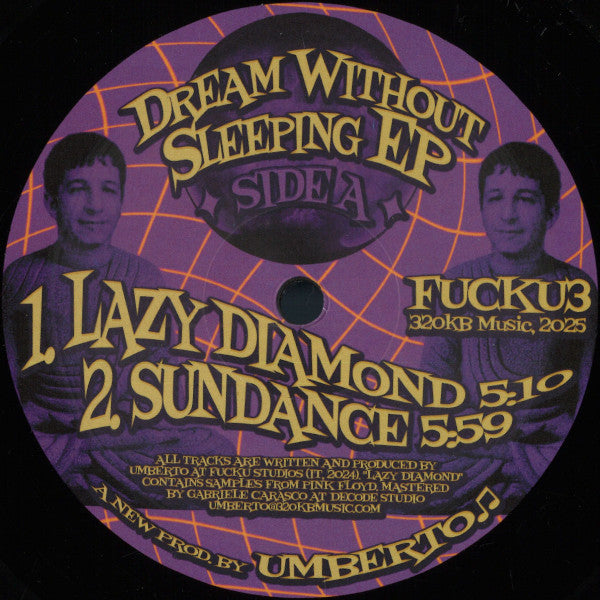 DREAM WITHOUT
SLEEPING EP
SIDE A
1. LAZY DIAMOND 5:10
2. SUNDANCE 5:59
FUCKU3
320KB MUSIC, 2025
ALL TRACKS ARE WRITTEN AND PRODUCED BY
UMBERTO AT FUCKU STUDIOS (IT, 2024). "LAZY DIAMOND"
CONTAINS SAMPLES FROM PINK FLOYD, MASTERED
BY GABRIELE CARASCO AT DECODE STUDIO
UMBERTO@320KBMUSIC.COM
A NEW PROD. BY UMBERTO♫